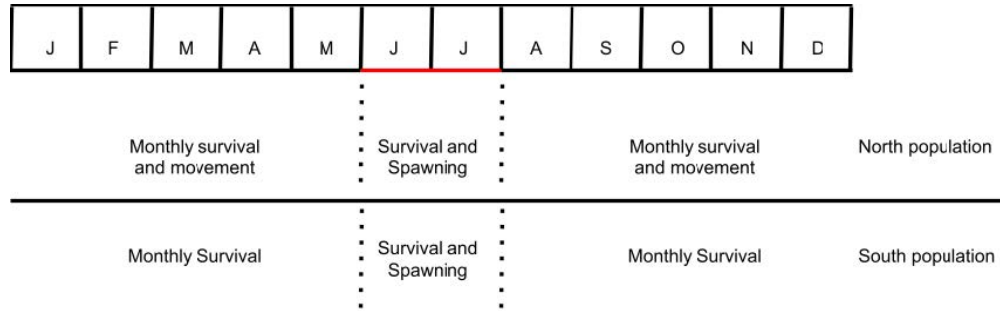 J F M A M J J A S O N D
Monthly survival and movement
Survival and Spawning
Monthly survival and movement
North population
Monthly Survival
Survival and Spawning
Monthly Survival
South population